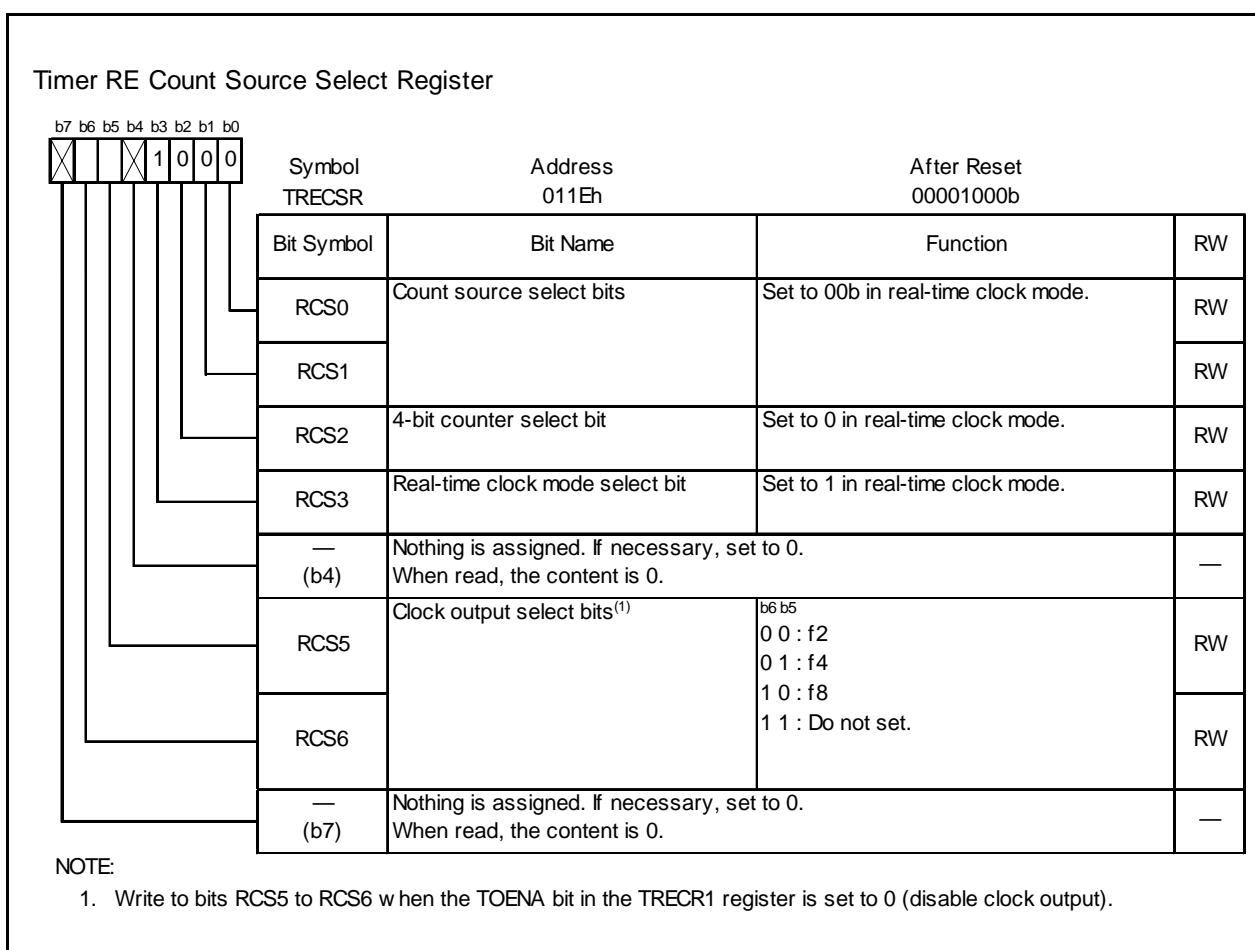 Timer RE Count Source Select Register
b7 b6 b5 b4 b3 b2 b1 b0
1 0 0 0
Symbol Address After Reset
TRECSR 011Eh 00001000b
Bit Symbol Bit Name Function RW
RCS0 Count source select bits Set to 00b in real-time clock mode. RW
RCS1 RW
RCS2 4-bit counter select bit Set to 0 in real-time clock mode. RW
RCS3 Real-time clock mode select bit Set to 1 in real-time clock mode. RW
— Nothing is assigned. If necessary, set to 0. —
(b4) When read, the content is 0.
RCS5 Clock output select bits(1) b6 b5 RW
0 0 : f2
0 1 : f4
1 0 : f8
RCS6 1 1 : Do not set. RW
— Nothing is assigned. If necessary, set to 0. —
(b7) When read, the content is 0.
NOTE:
1. Write to bits RCS5 to RCS6 w hen the TOENA bit in the TRECR1 register is set to 0 (disable clock output).